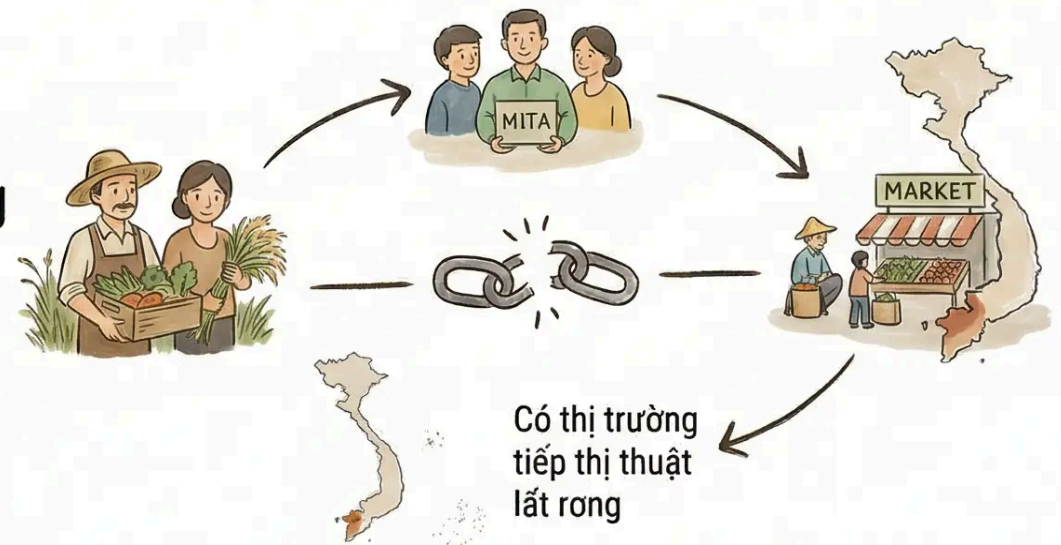 MITA
MARKET
Có thị trường
tiếp thị thuật
lất rơng